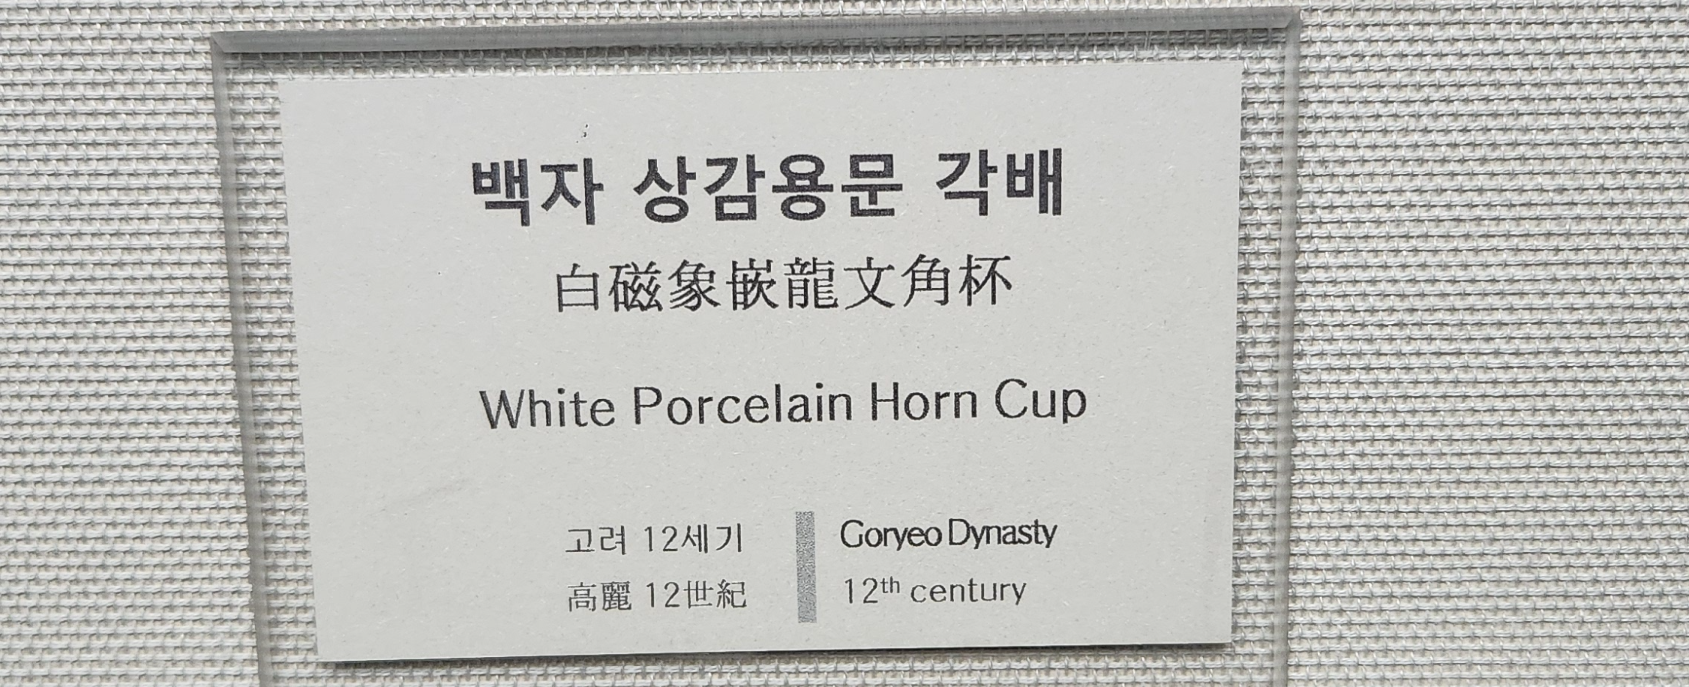 백자 상감용문 각배
白磁象嵌龍文角杯
White Porcelain Horn Cup
고려 12세기
高麗 12世紀
Goryeo Dynasty
12th century